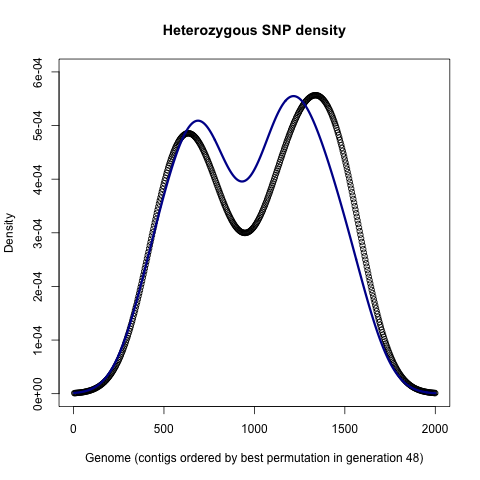 Heterozygous SNP density
6e-04
5e-04
4e-04
3e-04
2e-04
1e-04
0e+00
Density
0 500 1000 1500 2000
Genome (contigs ordered by best permutation in generation 48)